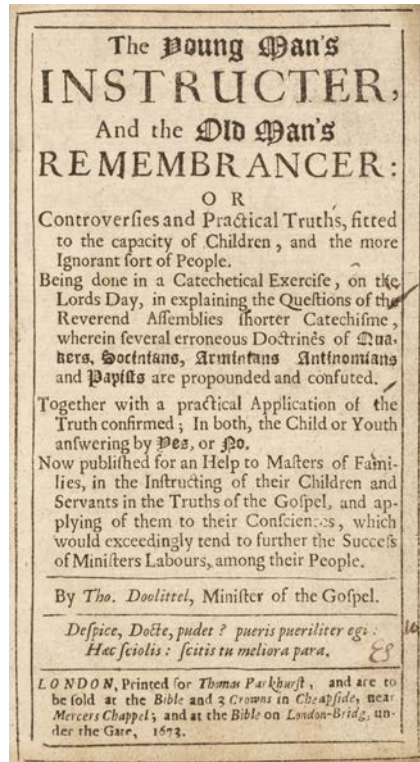 The Young Man's
INSTRUCTER,
And the Old Man's
REMEMBRANCER:
OR
Controversies and Practical Truths, fitted
to the capacity of Children, and the more
Ignorant sort of People.
Being done in a Catechetical Exercise, on the
Lords Day, in explaining the Questions of the
Reverend Assemblies shorter Catechisme,
wherein several erroneous Doctrines of Qua-
kers, Socinians, Arminians Antinomians
and Papists are propounded and confuted.
Together with a practical Application of the
Truth confirmed; In both, the Child or Youth
answering by Yes, or No.
Now published for an Help to Masters of Fami-
lies, in the Instructing of their Children and
Servants in the Truths of the Gospel, and ap-
plying of them to their Consciences, which
would exceedingly tend to further the Success
of Ministers Labours, among their People.
By Tho. Doolittel, Minister of the Gospel.
Despice, Docte, pudet? pueris pueriliter egi:
Hæc sciolis: scitis tu meliora para.
LONDON, Printed for Thomas Parkhurst, and are to
be sold at the Bible and 3 Crowns in Cheapside, near
Mercers Chappel; and at the Bible on London-Bridg, un-
der the Gate, 1673.